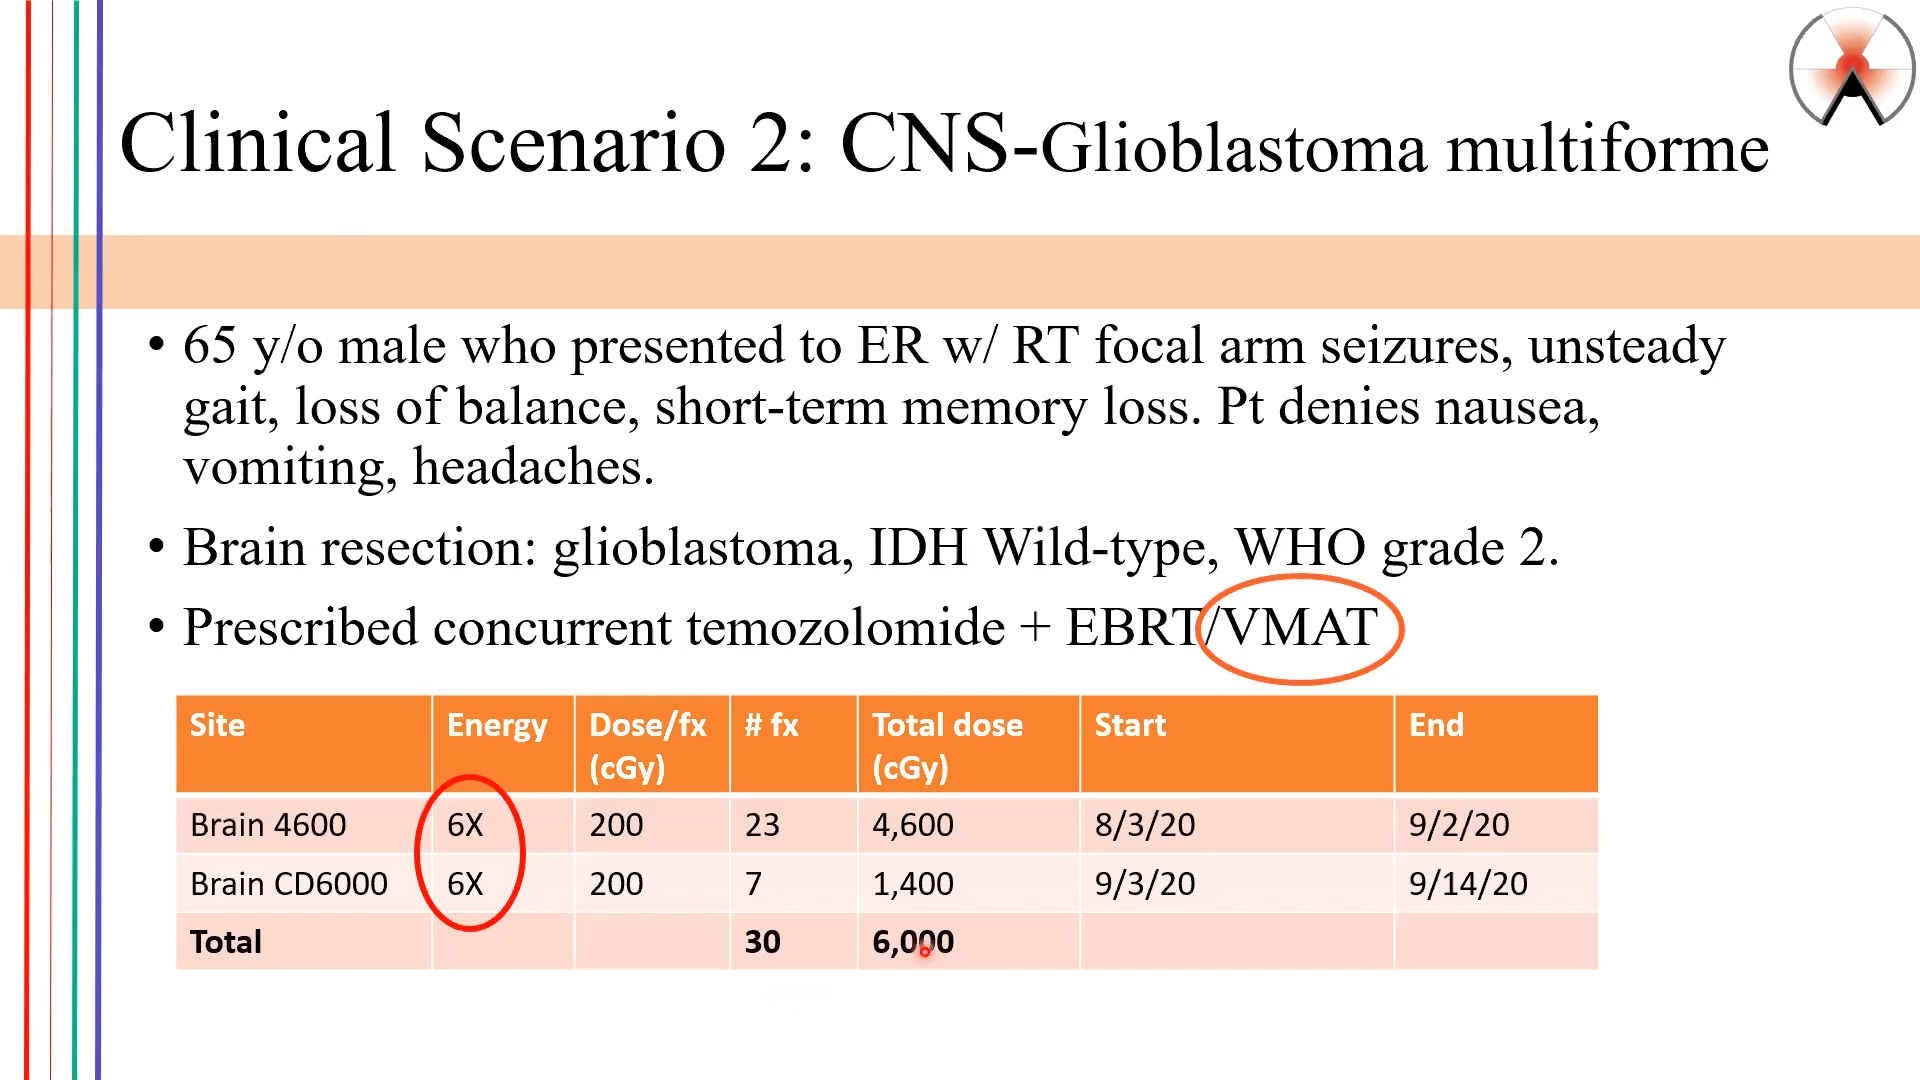 Clinical Scenario 2: CNS-Glioblastoma multiforme
• 65 y/o male who presented to ER w/ RT focal arm seizures, unsteady
gait, loss of balance, short-term memory loss. Pt denies nausea,
vomiting, headaches.
• Brain resection: glioblastoma, IDH Wild-type, WHO grade 2.
• Prescribed concurrent temozolomide + EBRT/VMAT
Site Energy Dose/fx (cGy) # fx Total dose (cGy) Start End
Brain 4600 6X 200 23 4,600 8/3/20 9/2/20
Brain CD6000 6X 200 7 1,400 9/3/20 9/14/20
Total 30 6,000